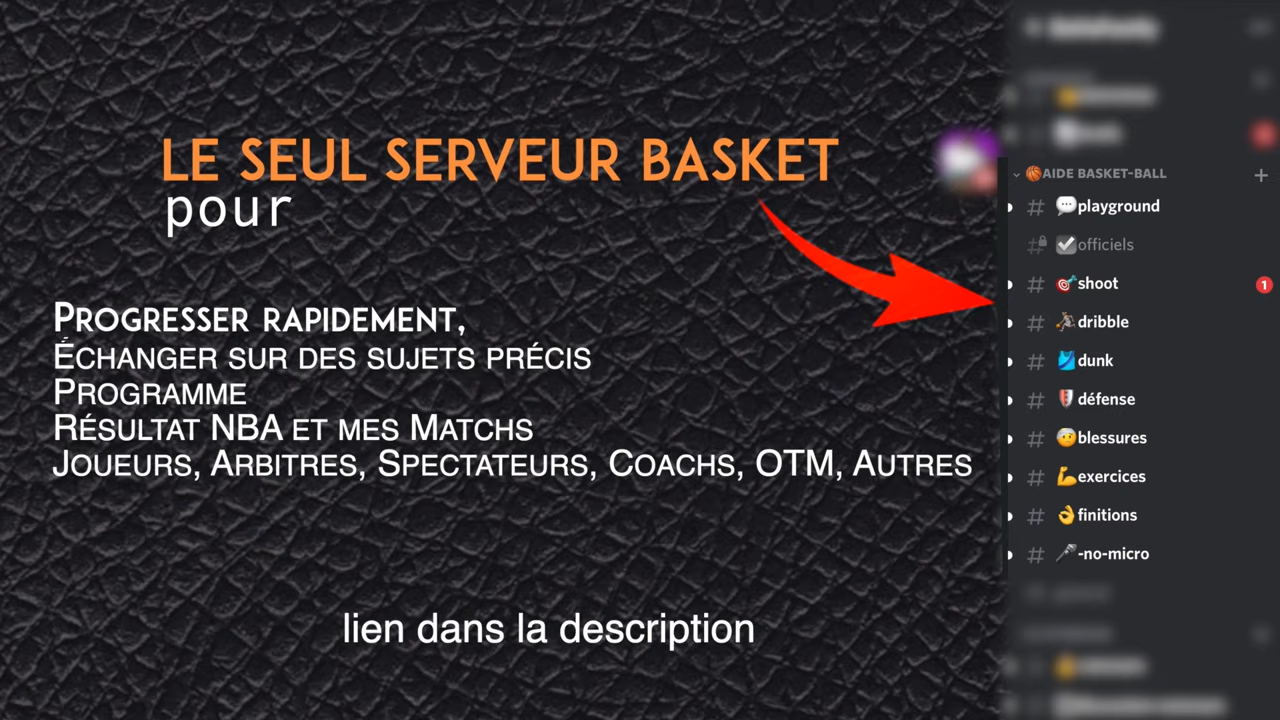 LE SEUL SERVEUR BASKET
pour
PROGRESSER RAPIDEMENT,
ÉCHANGER SUR DES SUJETS PRÉCIS
PROGRAMME
RÉSULTAT NBA ET MES MATCHS
JOUEURS, ARBITRES, SPECTATEURS, COACHS, OTM, AUTRES
lien dans la description
AIDE BASKET-BALL
# playground
# officiels
# shoot 1
# dribble
# dunk
# défense
# blessures
# exercices
# finitions
# -no-micro